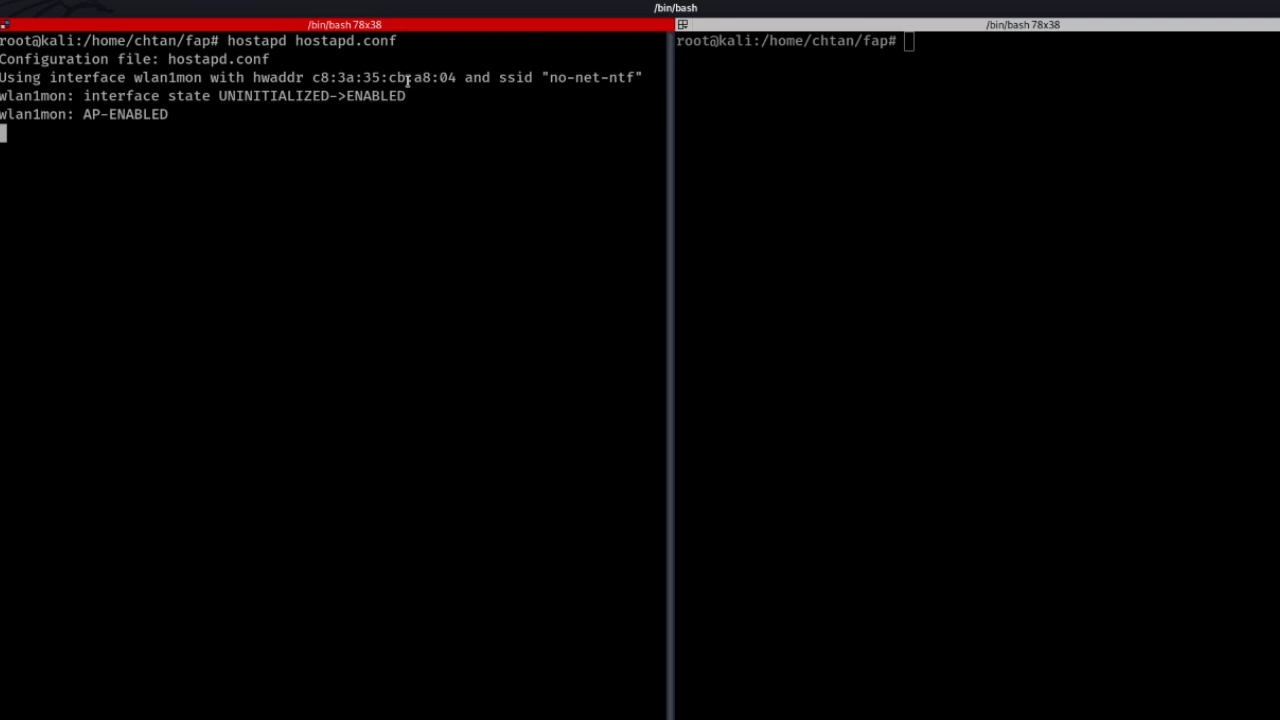 /bin/bash
/bin/bash 78x38
root@kali:/home/chtan/fap# hostapd hostapd.conf
Configuration file: hostapd.conf
Using interface wlan1mon with hwaddr c8:3a:35:cb:a8:04 and ssid "no-net-ntf"
wlan1mon: interface state UNINITIALIZED->ENABLED
wlan1mon: AP-ENABLED
/bin/bash 78x38
root@kali:/home/chtan/fap#